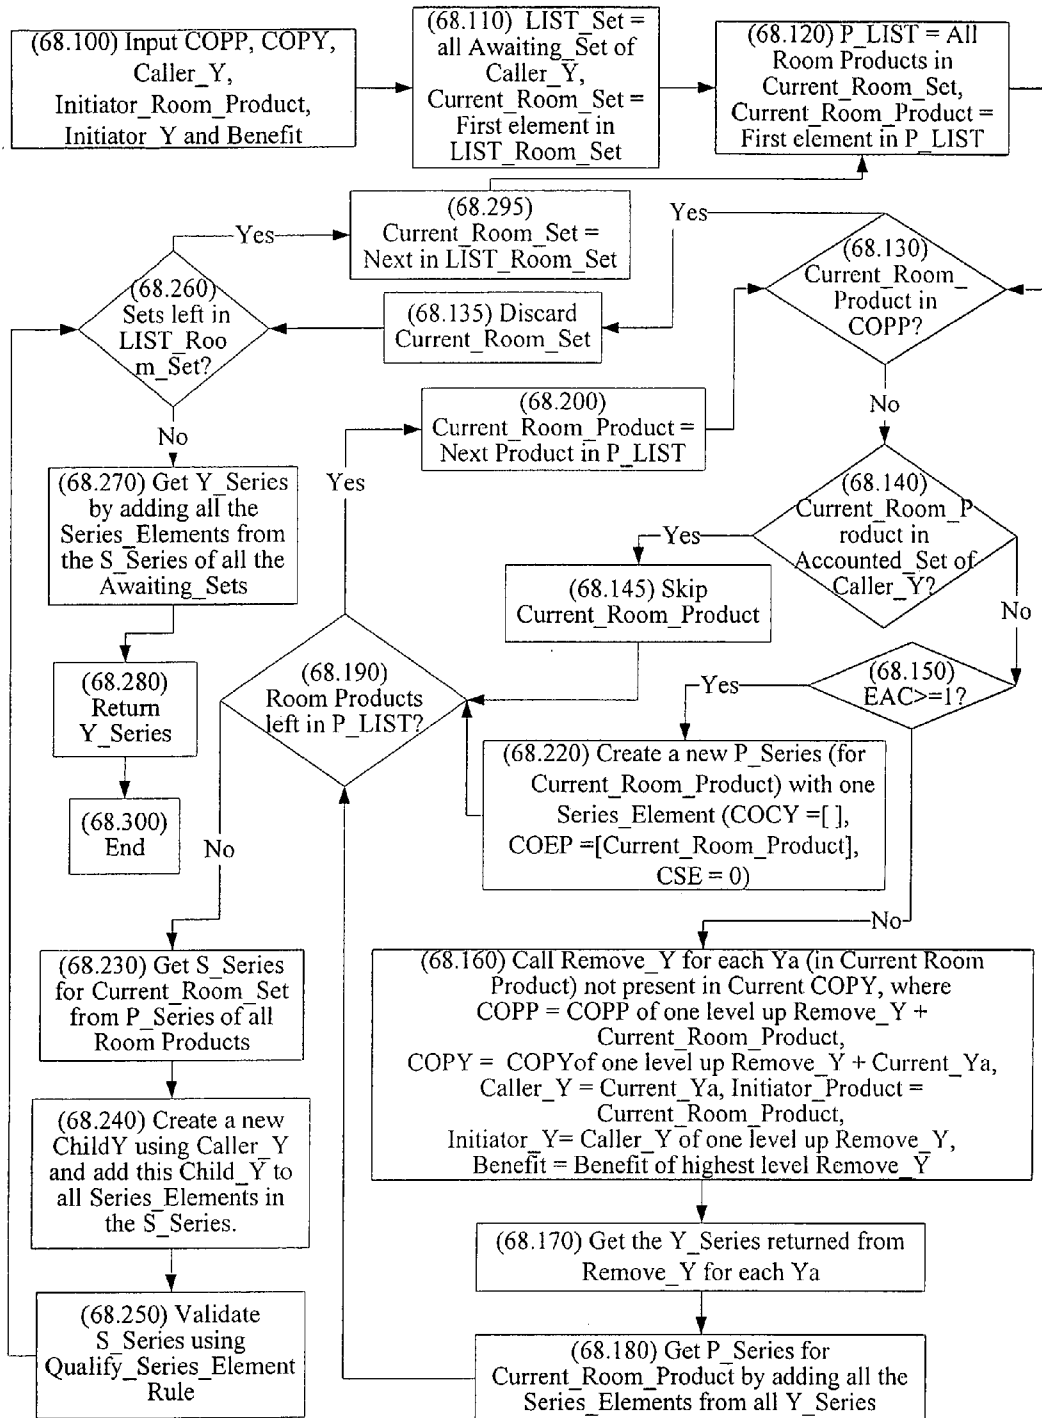 (68.100) Input COPP, COPY,
Caller_Y,
Initiator_Room_Product,
Initiator_Y and Benefit
(68.110) LIST_Set =
all Awaiting_Set of
Caller_Y,
Current_Room_Set =
First element in
LIST_Room_Set
(68.120) P_LIST = All
Room Products in
Current_Room_Set,
Current_Room_Product =
First element in P_LIST
(68.295)
Current_Room_Set =
Next in LIST_Room_Set
Yes
Yes
(68.130)
Current_Room_
Product in
COPP?
(68.260)
Sets left in
LIST_Roo
m_Set?
(68.135) Discard
Current_Room_Set
No
No
(68.200)
Current_Room_Product =
Next Product in P_LIST
(68.270) Get Y_Series
by adding all the
Series_Elements from
the S_Series of all the
Awaiting_Sets
Yes
(68.140)
Current_Room_P
roduct in
Accounted_Set of
Caller_Y?
Yes
(68.145) Skip
Current_Room_Product
No
(68.280)
Return
Y_Series
(68.190)
Room Products
left in P_LIST?
(68.150)
EAC>=1?
Yes
(68.220) Create a new P_Series (for
Current_Room_Product) with one
Series_Element (COCY =[ ],
COEP =[Current_Room_Product],
CSE = 0)
(68.300)
End
No
No
(68.230) Get S_Series
for Current_Room_Set
from P_Series of all
Room Products
(68.160) Call Remove_Y for each Ya (in Current Room
Product) not present in Current COPY, where
COPP = COPP of one level up Remove_Y +
Current_Room_Product,
COPY = COPYof one level up Remove_Y + Current_Ya,
Caller_Y = Current_Ya, Initiator_Product =
Current_Room_Product,
Initiator_Y= Caller_Y of one level up Remove_Y,
Benefit = Benefit of highest level Remove_Y
(68.240) Create a new
ChildY using Caller_Y
and add this Child_Y to
all Series_Elements in
the S_Series.
(68.170) Get the Y_Series returned from
Remove_Y for each Ya
(68.250) Validate
S_Series using
Qualify_Series_Element
Rule
(68.180) Get P_Series for
Current_Room_Product by adding all the
Series_Elements from all Y_Series